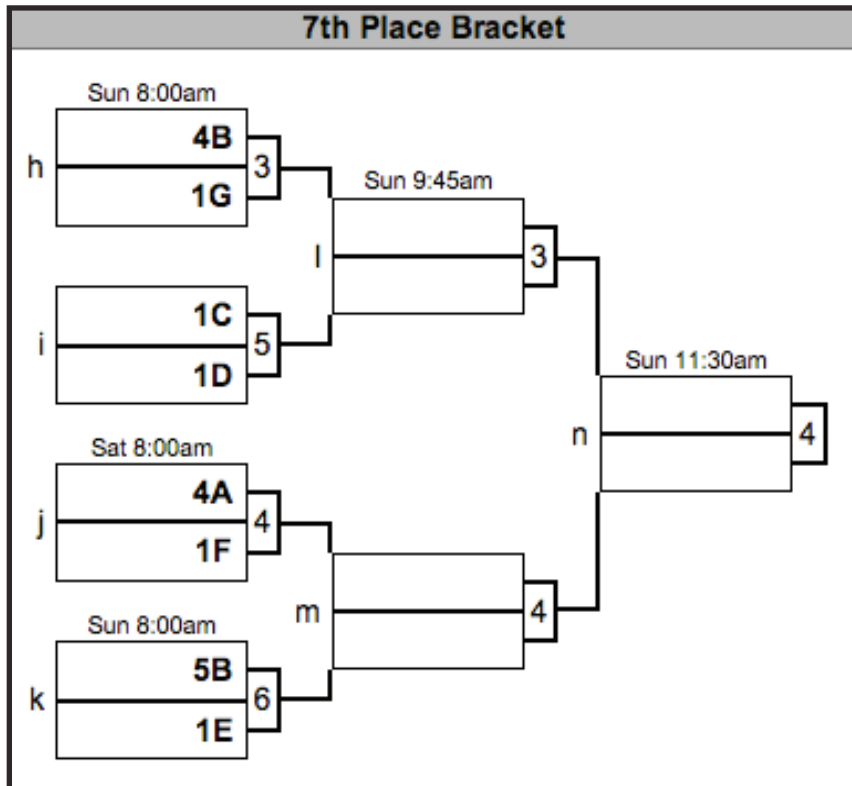 7th Place Bracket
Sun 8:00am
4B
h
3
1G
Sun 9:45am
l
3
1C
i
5
1D
Sun 11:30am
n
4
Sat 8:00am
4A
j
4
1F
m
4
Sun 8:00am
5B
k
6
1E